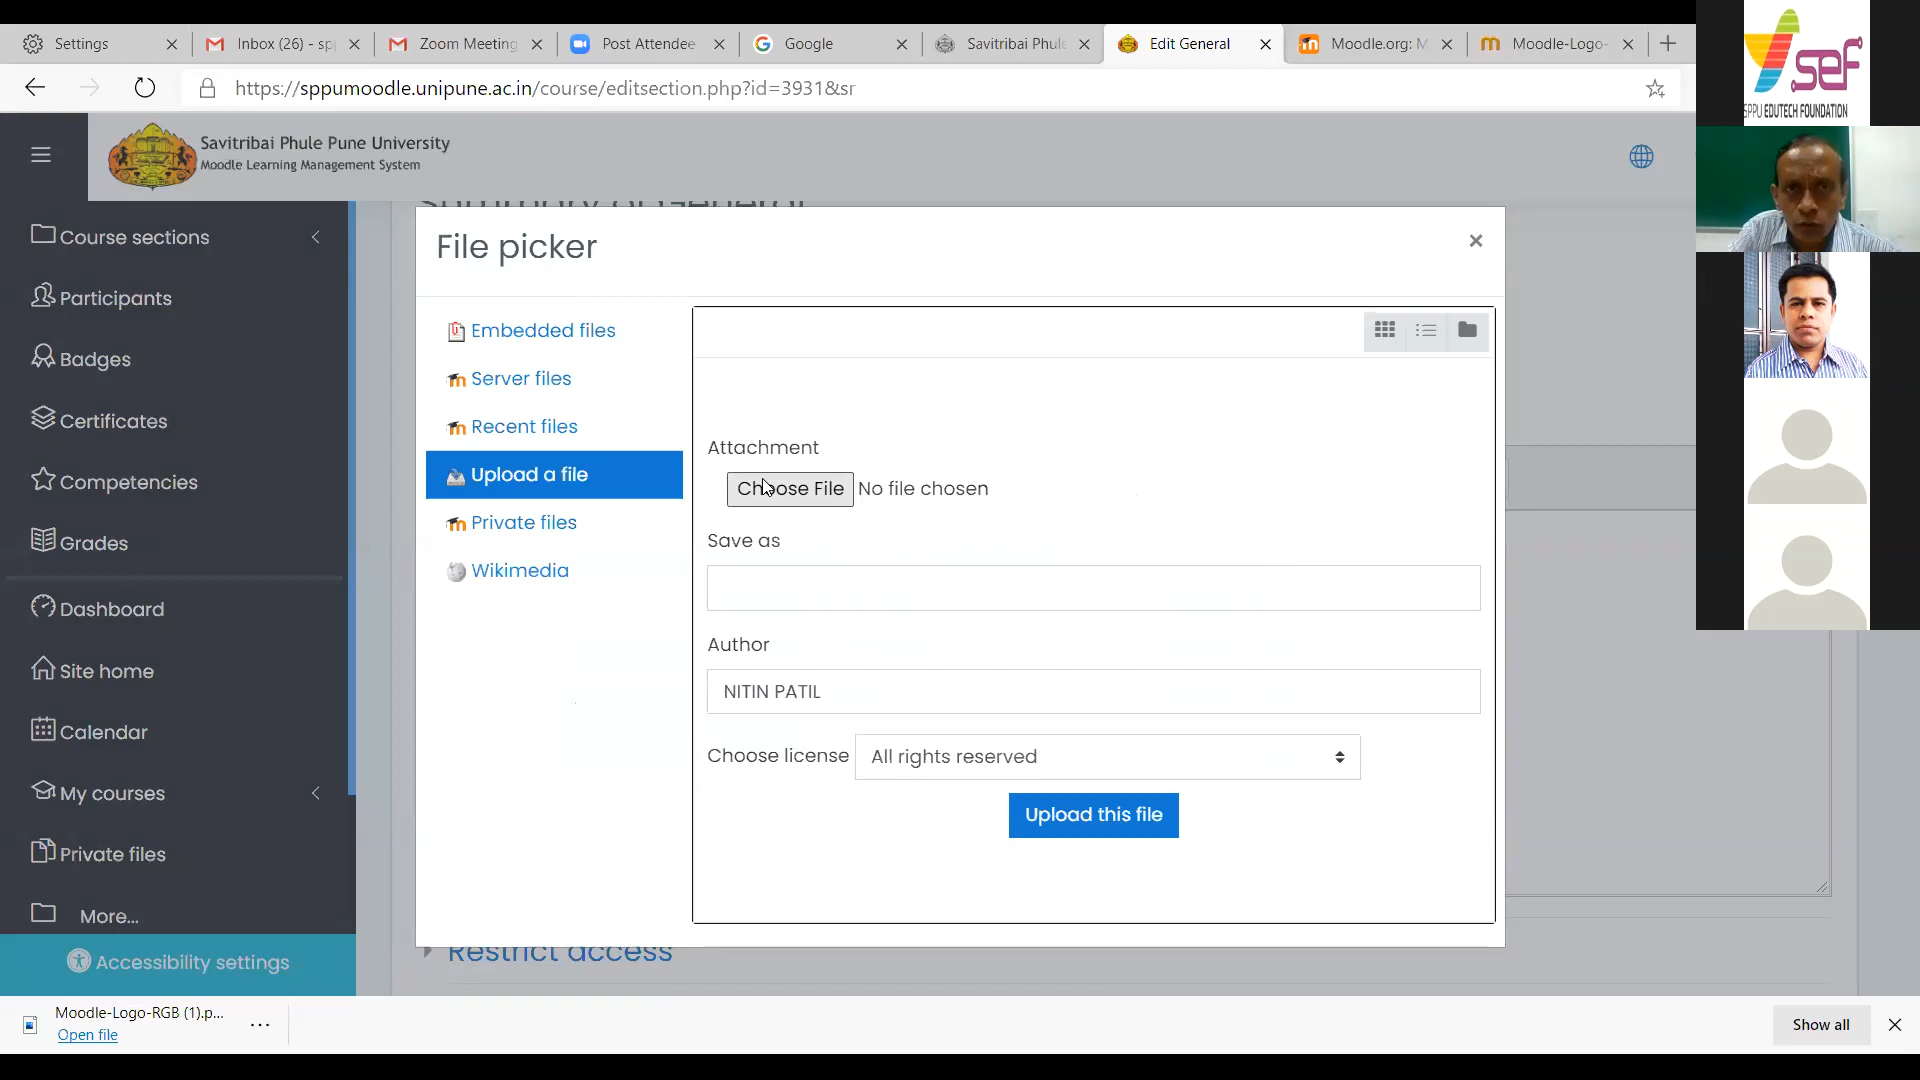 Settings
Inbox (26) - sp
Zoom Meeting
Post Attendee
Google
Savitribai Phule
Edit General
Moodle.org: M
Moodle-Logo-
https://sppumoodle.unipune.ac.in/course/editsection.php?id=3931&sr
sef
SPPU EDUTECH FOUNDATION
Savitribai Phule Pune University
Moodle Learning Management System
Summary of General
Course sections
Participants
Badges
Certificates
Competencies
Grades
Dashboard
Site home
Calendar
My courses
Private files
More...
Accessibility settings
File picker
Embedded files
Server files
Recent files
Upload a file
Private files
Wikimedia
Attachment
Choose File No file chosen
Save as
Author
NITIN PATIL
Choose license All rights reserved
Upload this file
Restrict access
Moodle-Logo-RGB (1).p...
Open file
Show all